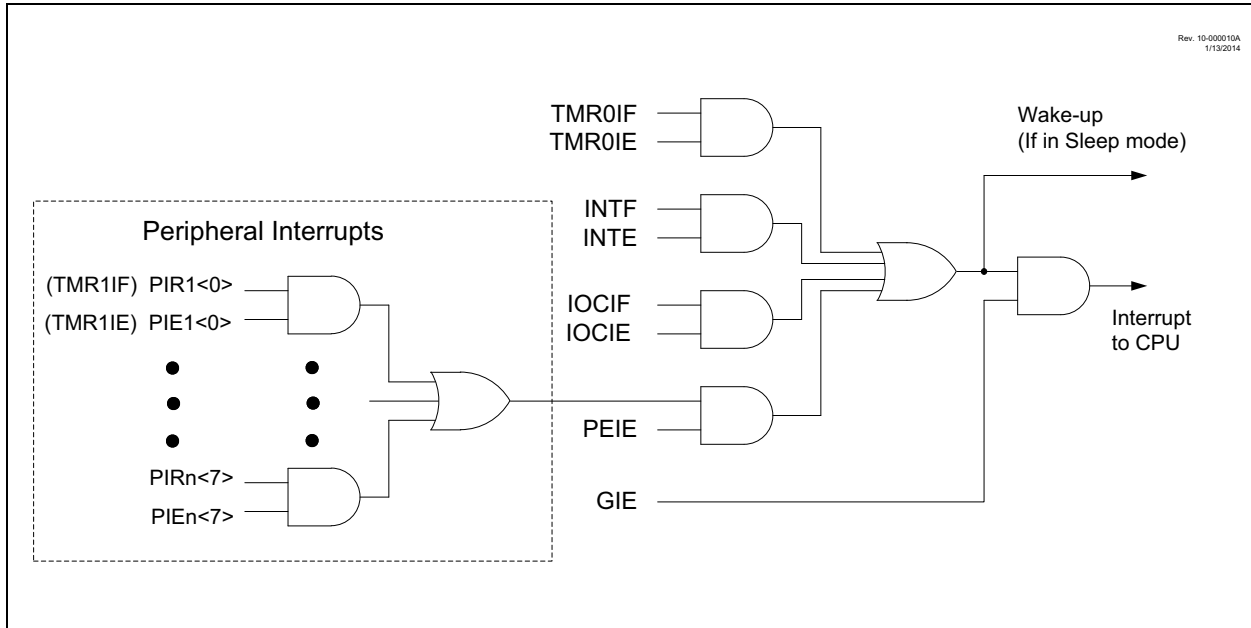 Rev. 10-000010A
1/13/2014
TMR0IF
TMR0IE
Wake-up
(If in Sleep mode)
INTF
INTE
Peripheral Interrupts
(TMR1IF) PIR1<0>
(TMR1IE) PIE1<0>
IOCIF
IOCIE
Interrupt
to CPU
PEIE
PIRn<7>
PIEn<7>
GIE